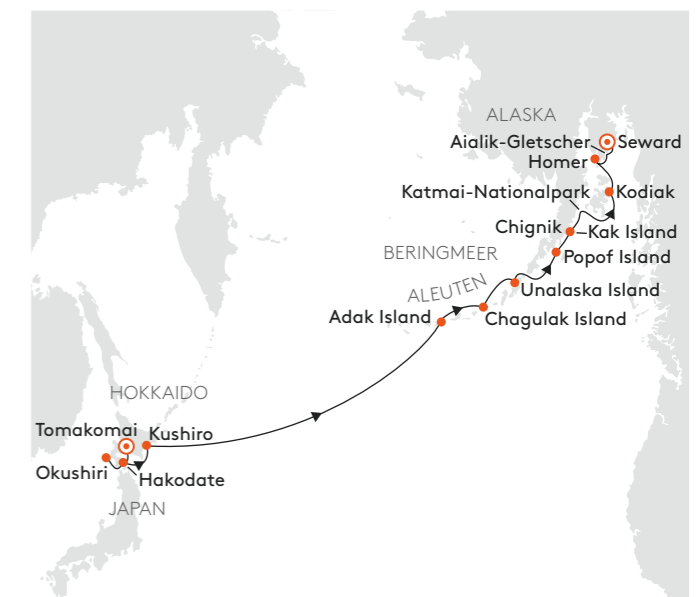 ALASKA
Aialik-Gletscher
Seward
Homer
Katmai-Nationalpark
Kodiak
Chignik
Kak Island
BERINGMEER
Popof Island
ALEUTEN
Unalaska Island
Adak Island
Chagulak Island
HOKKAIDO
Tomakomai
Kushiro
Okushiri
Hakodate
JAPAN